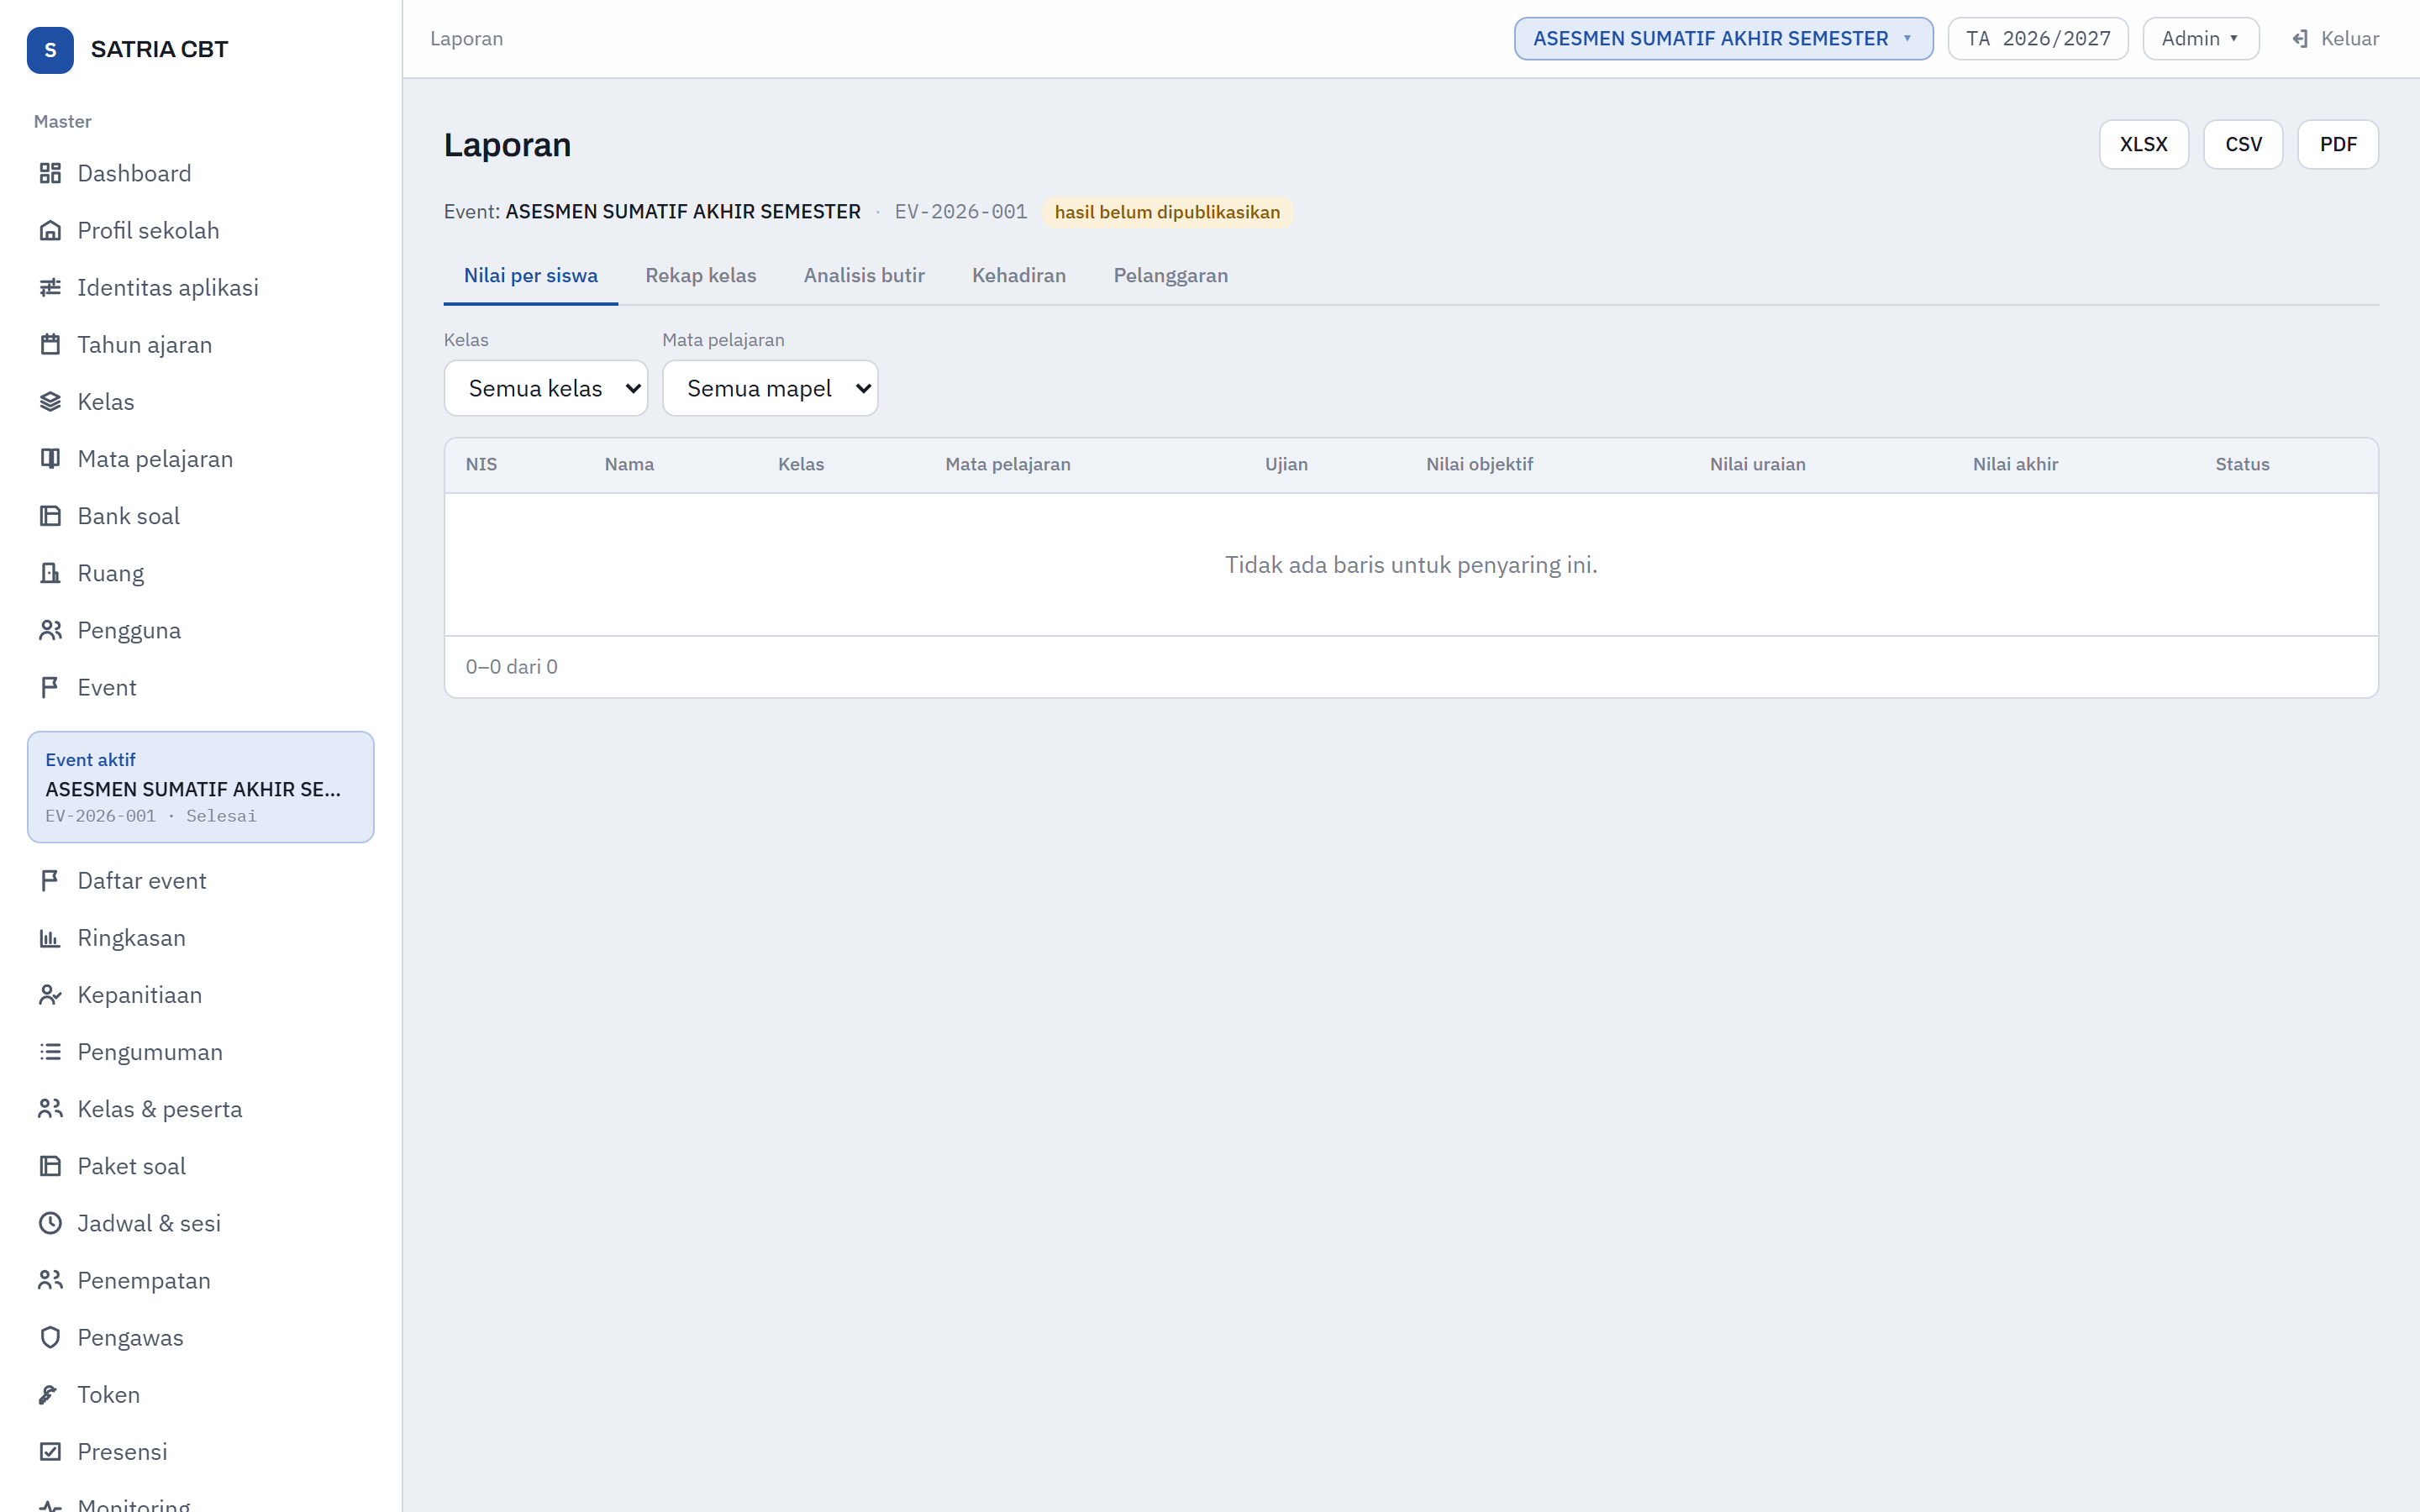 S
SATRIA CBT
Master
Dashboard
Profil sekolah
Identitas aplikasi
Tahun ajaran
Kelas
Mata pelajaran
Bank soal
Ruang
Pengguna
Event
Event aktif
ASESMEN SUMATIF AKHIR SE...
EV-2026-001 · Selesai
Daftar event
Ringkasan
Kepanitiaan
Pengumuman
Kelas & peserta
Paket soal
Jadwal & sesi
Penempatan
Pengawas
Token
Presensi
Monitoring
Laporan
ASESMEN SUMATIF AKHIR SEMESTER
TA 2026/2027
Admin
Keluar
Laporan
XLSX CSV PDF
Event: ASESMEN SUMATIF AKHIR SEMESTER · EV-2026-001 hasil belum dipublikasikan
Nilai per siswa Rekap kelas Analisis butir Kehadiran Pelanggaran
Kelas Mata pelajaran
Semua kelas Semua mapel
NIS Nama Kelas Mata pelajaran Ujian Nilai objektif Nilai uraian Nilai akhir Status
Tidak ada baris untuk penyaring ini.
0–0 dari 0